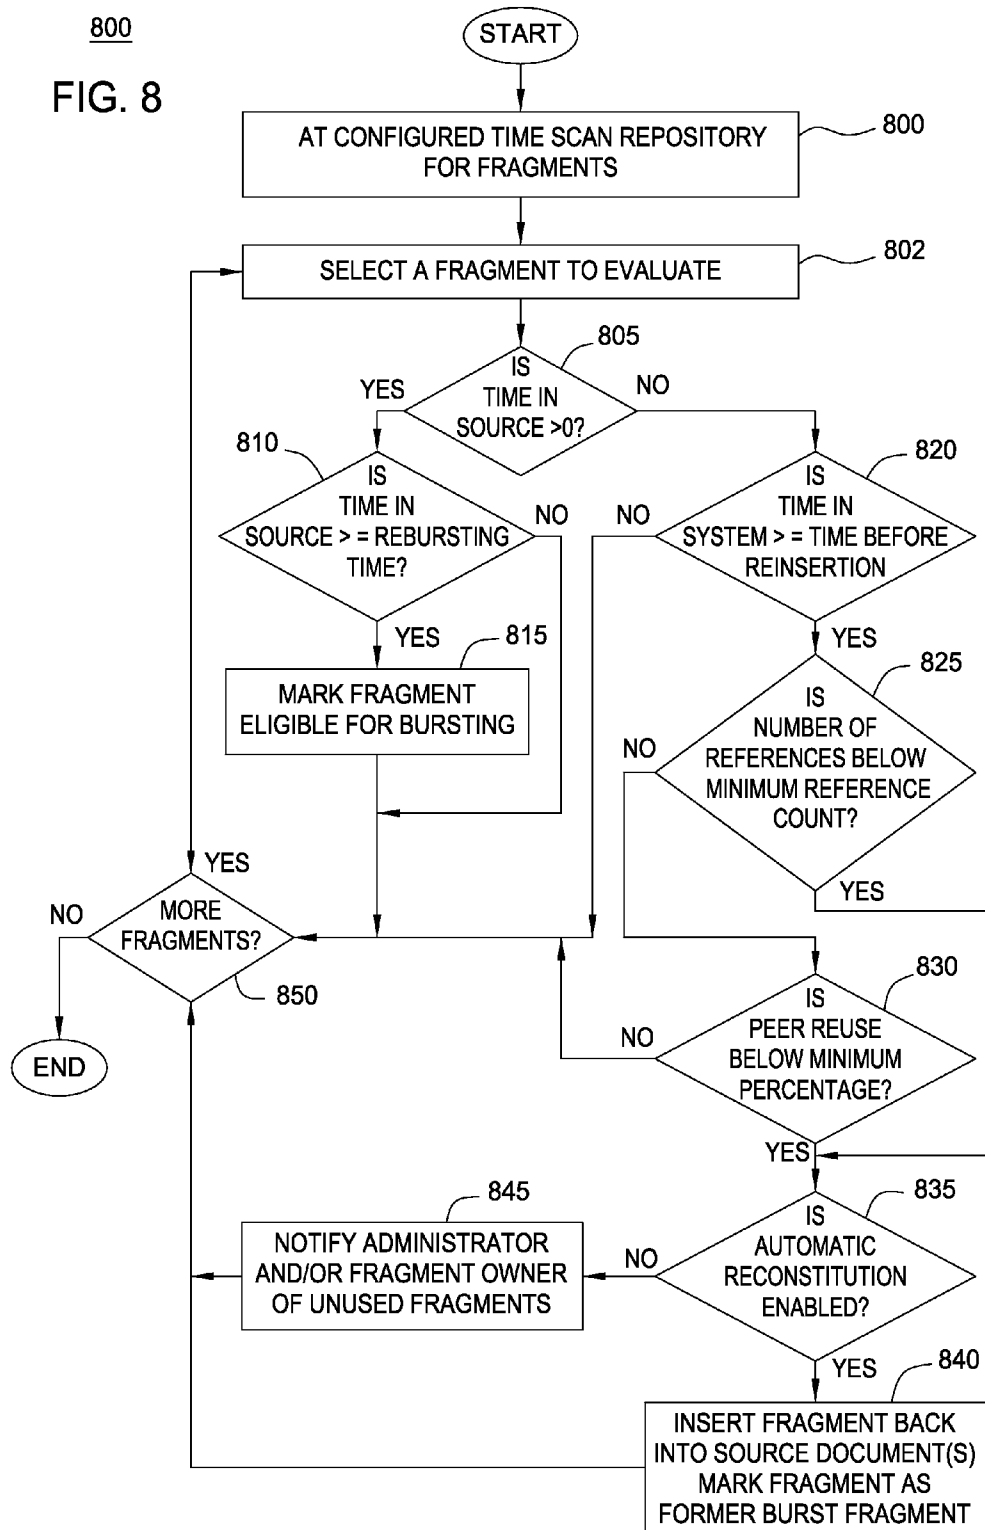 800
FIG. 8
START
AT CONFIGURED TIME SCAN REPOSITORY
FOR FRAGMENTS
800
SELECT A FRAGMENT TO EVALUATE
802
805
IS
TIME IN
SOURCE >0?
YES
NO
810
IS
TIME IN
SOURCE > = REBURSTING
TIME?
NO
YES
820
IS
TIME IN
SYSTEM > = TIME BEFORE
REINSERTION
NO
YES
815
MARK FRAGMENT
ELIGIBLE FOR BURSTING
825
IS
NUMBER OF
REFERENCES BELOW
MINIMUM REFERENCE
COUNT?
NO
YES
YES
NO
MORE
FRAGMENTS?
850
END
830
IS
PEER REUSE
BELOW MINIMUM
PERCENTAGE?
NO
YES
835
IS
AUTOMATIC
RECONSTITUTION
ENABLED?
NO
YES
845
NOTIFY ADMINISTRATOR
AND/OR FRAGMENT OWNER
OF UNUSED FRAGMENTS
840
INSERT FRAGMENT BACK
INTO SOURCE DOCUMENT(S)
MARK FRAGMENT AS
FORMER BURST FRAGMENT